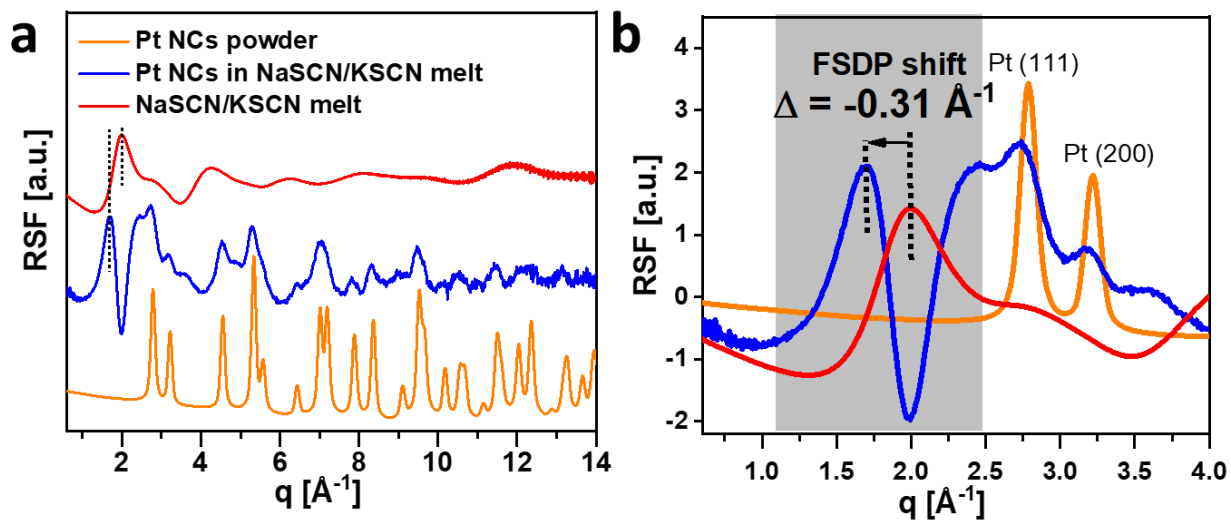 a
Pt NCs powder
Pt NCs in NaSCN/KSCN melt
NaSCN/KSCN melt
RSF [a.u.]
2 4 6 8 10 12 14
q [Å⁻¹]
b
FSDP shift
Δ = -0.31 Å⁻¹
Pt (111)
Pt (200)
RSF [a.u.]
4
3
2
1
0
-1
-2
1.0 1.5 2.0 2.5 3.0 3.5 4.0
q [Å⁻¹]